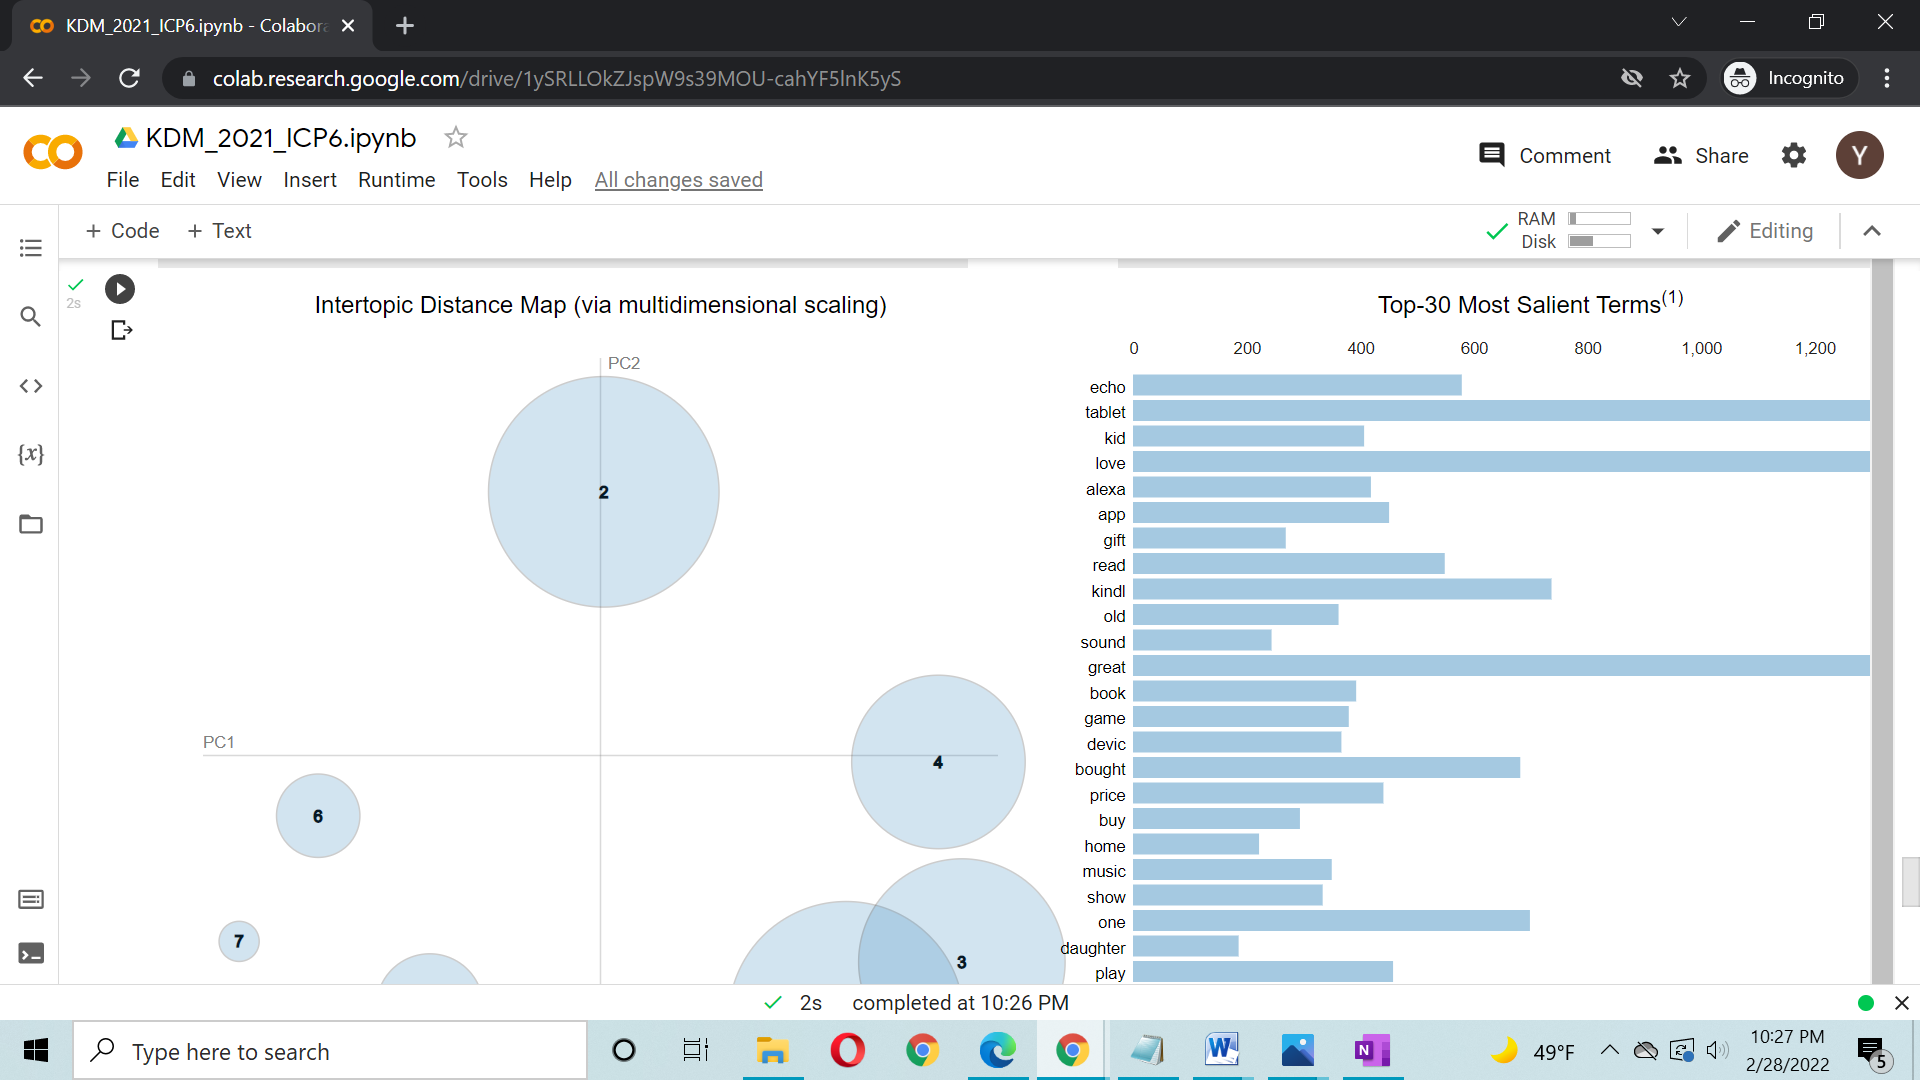 KDM_2021_ICP6.ipynb - Colabora
colab.research.google.com/drive/1ySRLLOkZJspW9s39MOU-cahYF5lnK5yS
Incognito
KDM_2021_ICP6.ipynb
Comment
Share
Y
File Edit View Insert Runtime Tools Help All changes saved
+ Code + Text
RAM
Disk
Editing
2s
Intertopic Distance Map (via multidimensional scaling)
PC2
PC1
2
4
6
7
3
Top-30 Most Salient Terms(1)
0 200 400 600 800 1,000 1,200
echo
tablet
kid
love
alexa
app
gift
read
kindl
old
sound
great
book
game
devic
bought
price
buy
home
music
show
one
daughter
play
{x}
2s completed at 10:26 PM
Type here to search
49°F
10:27 PM
2/28/2022
5